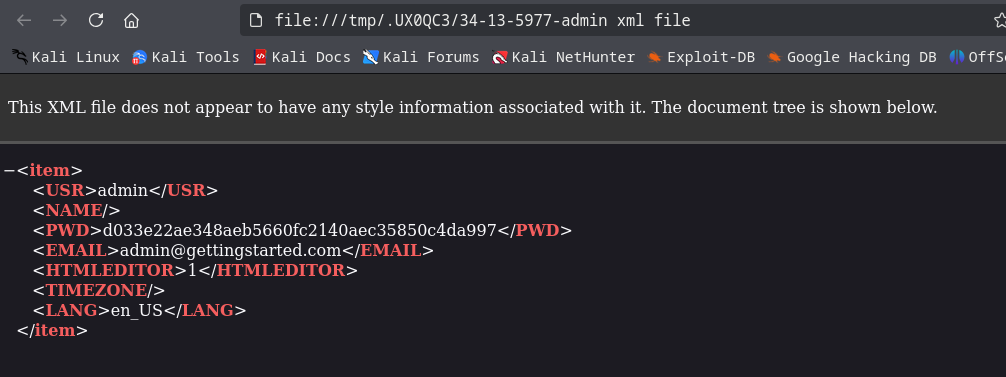 file:///tmp/.UX0QC3/34-13-5977-admin xml file
Kali Linux Kali Tools Kali Docs Kali Forums Kali NetHunter Exploit-DB Google Hacking DB
This XML file does not appear to have any style information associated with it. The document tree is shown below.
−<item>
<USR>admin</USR>
<NAME/>
<PWD>d033e22ae348aeb5660fc2140aec35850c4da997</PWD>
<EMAIL>admin@gettingstarted.com</EMAIL>
<HTMLEDITOR>1</HTMLEDITOR>
<TIMEZONE/>
<LANG>en_US</LANG>
</item>